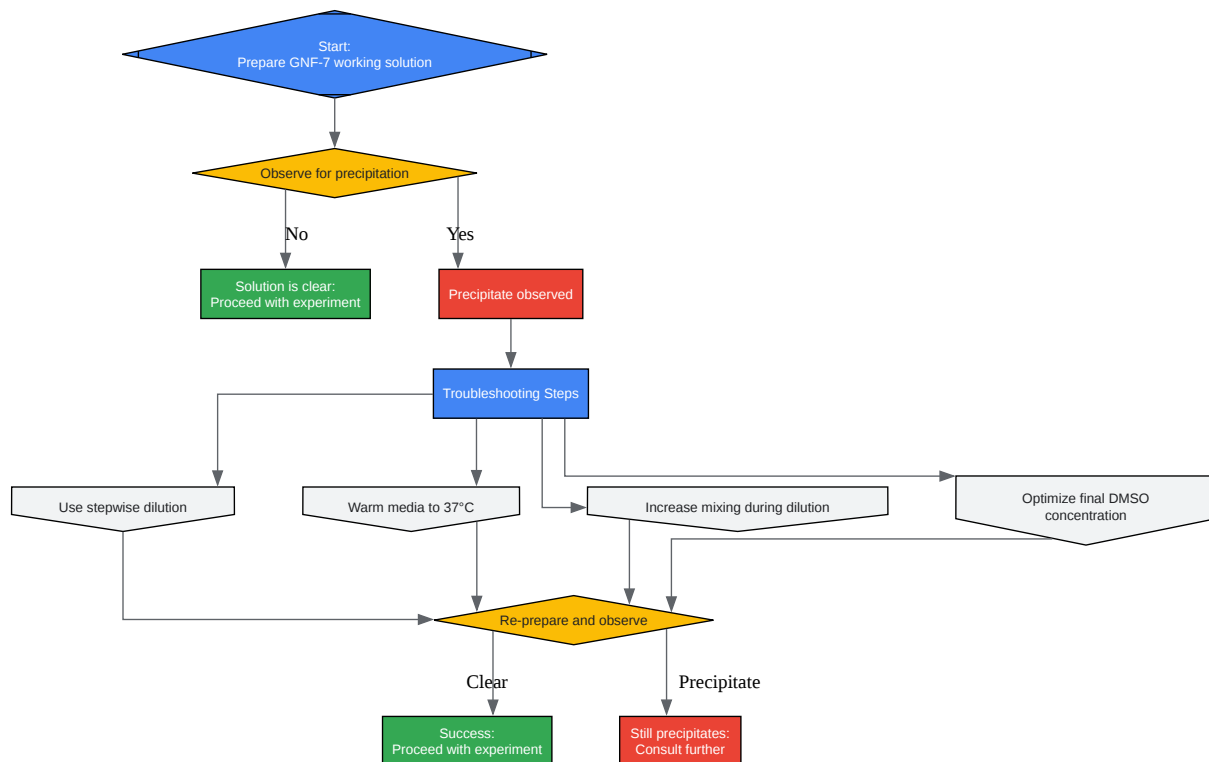 Start:
Prepare GNF-7 working solution
Observe for precipitation
No
Yes
Solution is clear:
Proceed with experiment
Precipitate observed
Troubleshooting Steps
Use stepwise dilution
Warm media to 37°C
Increase mixing during dilution
Optimize final DMSO
concentration
Re-prepare and observe
Clear
Precipitate
Success:
Proceed with experiment
Still precipitates:
Consult further